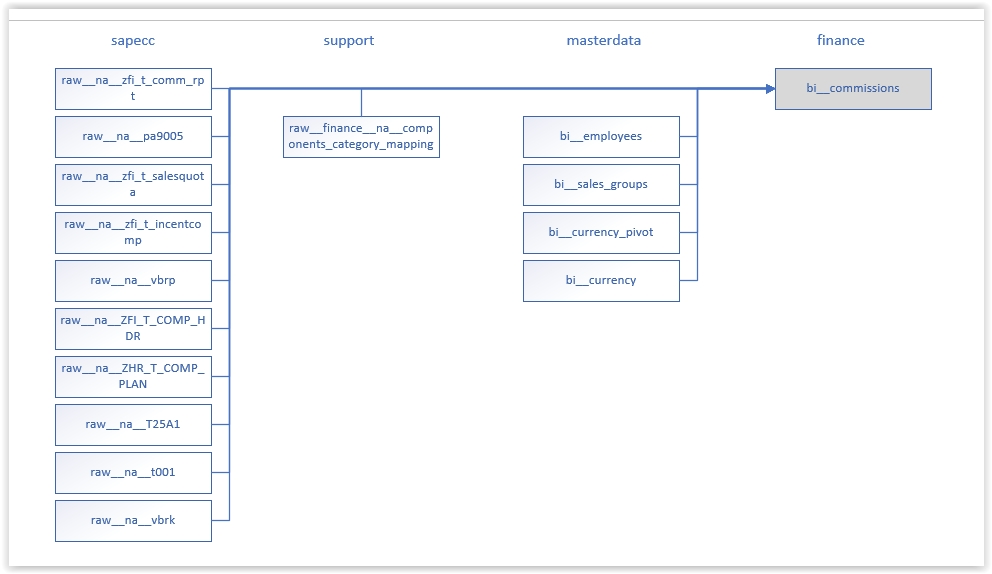 sapecc
support
masterdata
finance
raw__na__zfi_t_comm_rp
t
raw__na__pa9005
raw__na__zfi_t_salesquot
a
raw__na__zfi_t_incentco
mp
raw__na__vbrp
raw__na__ZFI_T_COMP_H
DR
raw__na__ZHR_T_COMP_
PLAN
raw__na__T25A1
raw__na__t001
raw__na__vbrk
raw__finance__na__comp
onents_category_mapping
bi__employees
bi__sales_groups
bi__currency_pivot
bi__currency
bi__commissions